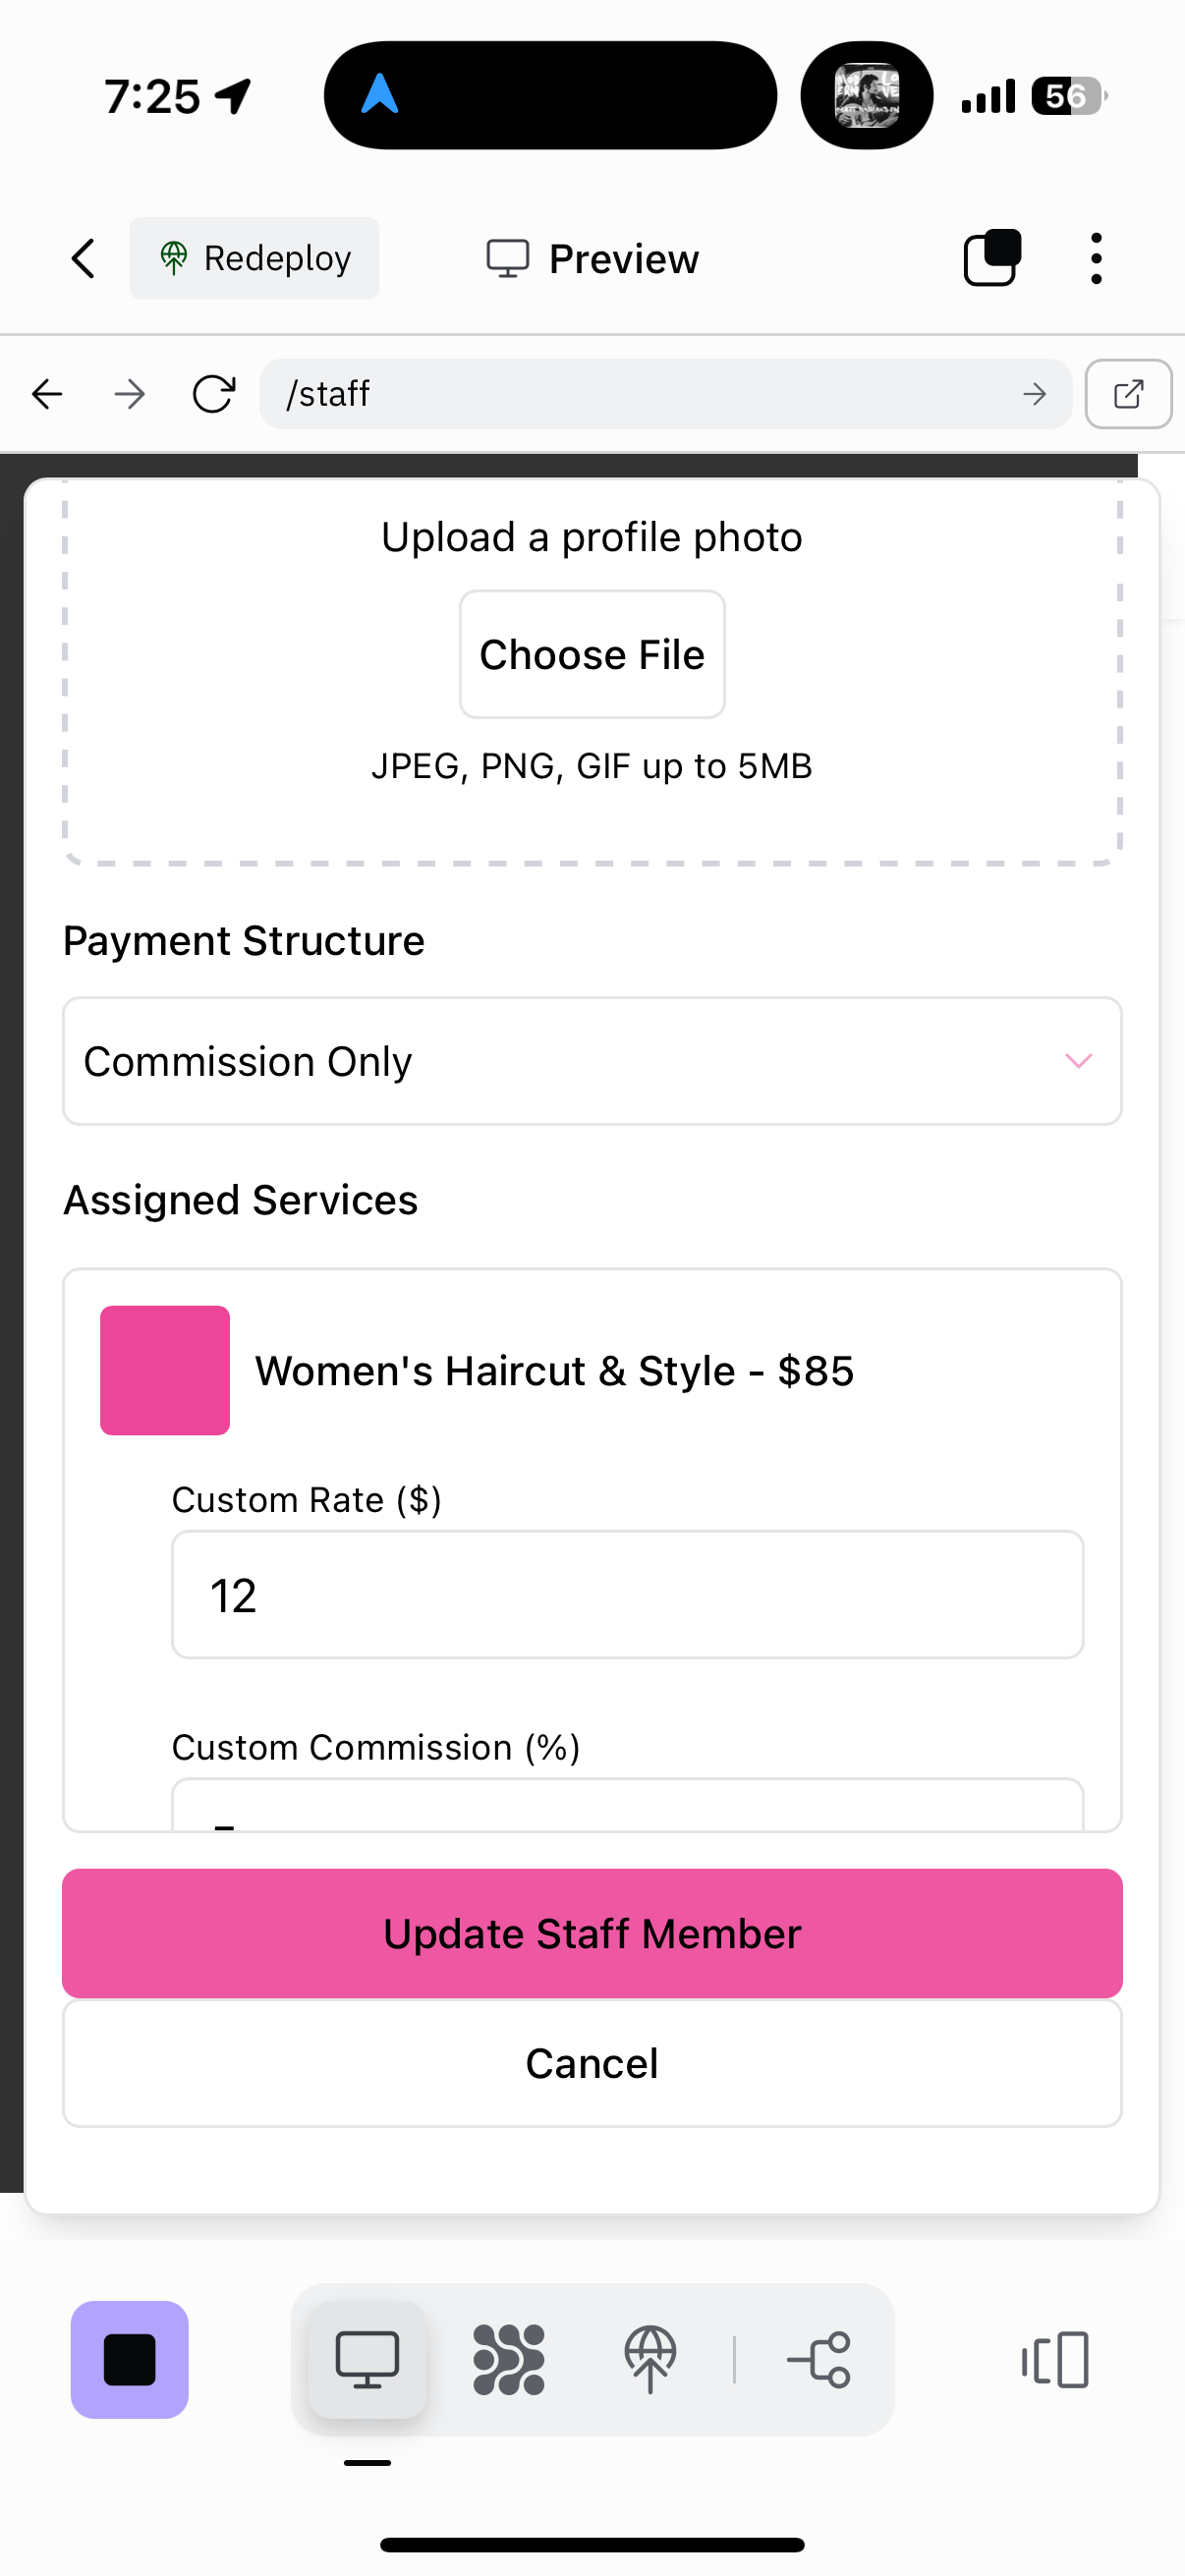 7:25
56
Redeploy
Preview
/staff
Upload a profile photo
Choose File
JPEG, PNG, GIF up to 5MB
Payment Structure
Commission Only
Assigned Services
Women's Haircut & Style - $85
Custom Rate ($)
12
Custom Commission (%)
Update Staff Member
Cancel